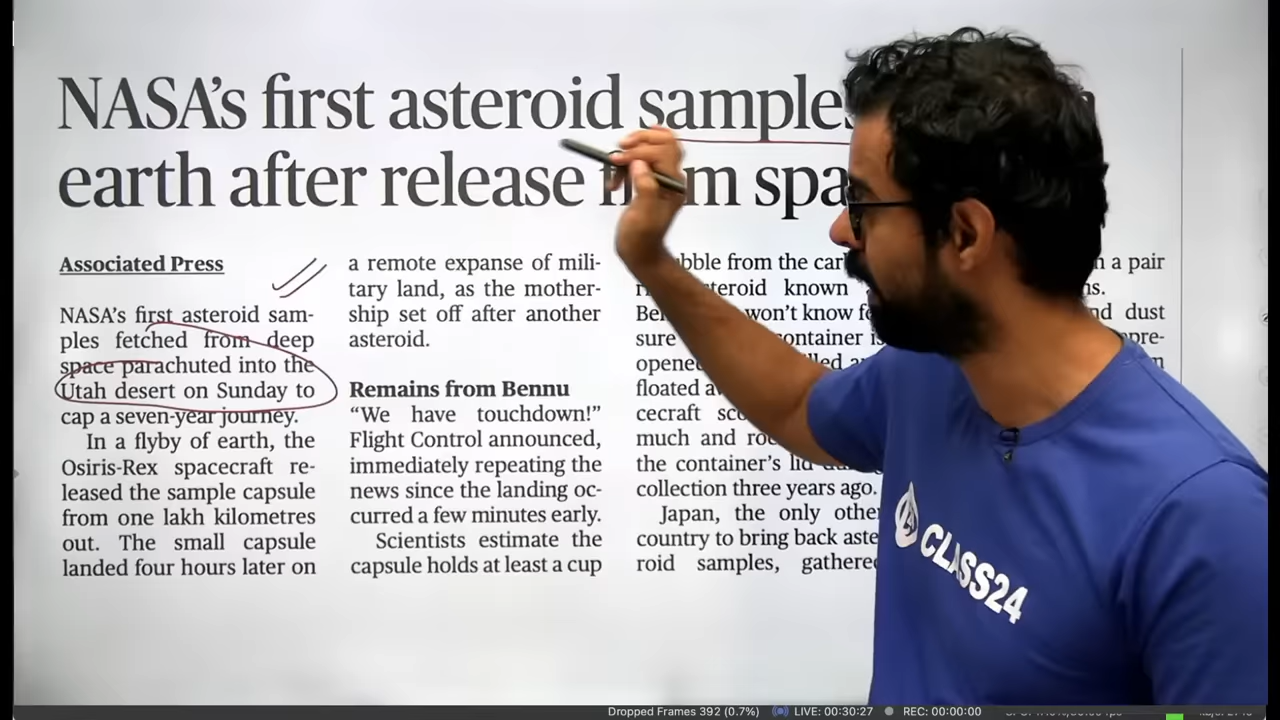 NASA's first asteroid samples
earth after release
Associated Press
NASA's first asteroid sam-
ples fetched from deep
space parachuted into the
Utah desert on Sunday to
cap a seven-year journey.
In a flyby of earth, the
Osiris-Rex spacecraft re-
leased the sample capsule
from one lakh kilometres
out. The small capsule
landed four hours later on
a remote expanse of mili-
tary land, as the mother-
ship set off after another
asteroid.
Remains from Bennu
“We have touchdown!”
Flight Control announced,
immediately repeating the
news since the landing oc-
curred a few minutes early.
Scientists estimate the
capsule holds at least a cup
from the
known
won't know
sure container
much and
the container's lid
collection three years ago.
Japan, the only other
country to bring back aste
roid samples, gathered
a pair
dust
CLASS24
Dropped Frames 392 (0.7%) LIVE: 00:30:27 REC: 00:00:00